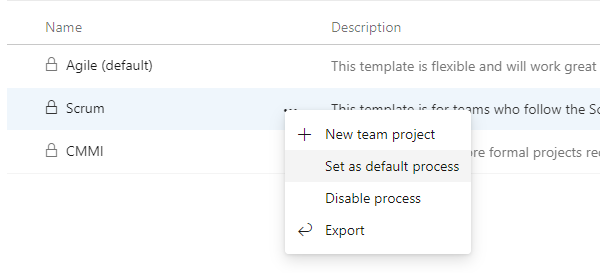 Name Description
Agile (default) This template is flexible and will work great
Scrum ... This template is for teams who follow the Sc
New team project
CMMI ore formal projects rec
Set as default process
Disable process
Export